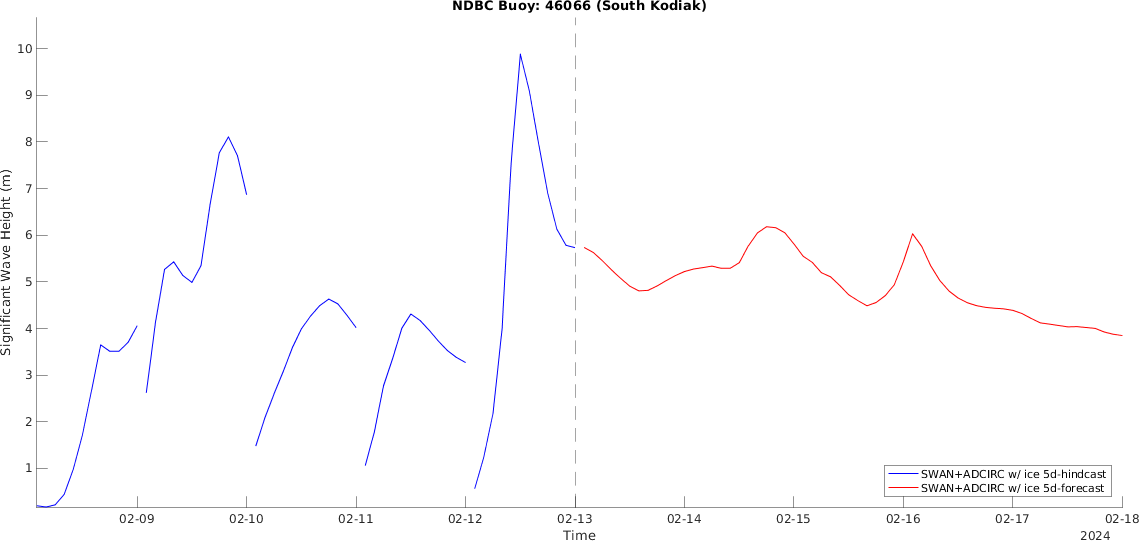 NDBC Buoy: 46066 (South Kodiak)
10
9
8
7
6
5
4
3
2
1
Significant Wave Height (m)
SWAN+ADCIRC w/ ice 5d-hindcast
SWAN+ADCIRC w/ ice 5d-forecast
02-09 02-10 02-11 02-12 02-13 02-14 02-15 02-16 02-17 02-18
Time
2024